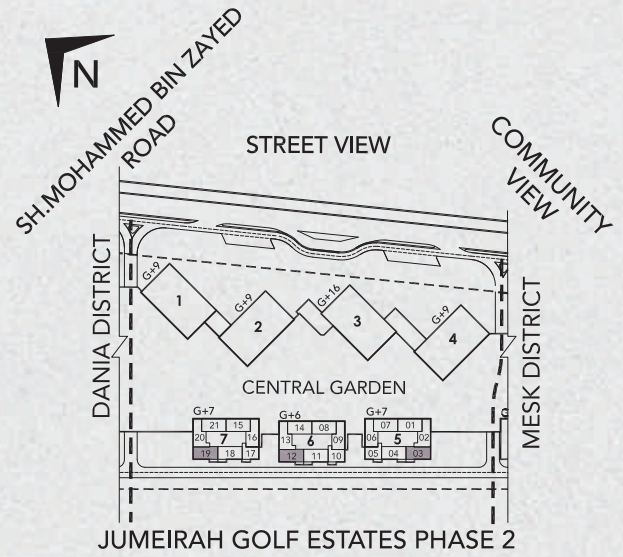 N
SH.MOHAMMED BIN ZAYED
ROAD
STREET VIEW
COMMUNITY
VIEW
DANIA DISTRICT
MESK DISTRICT
G+9
1
G+9
2
G+16
3
G+9
4
CENTRAL GARDEN
G+7
G+6
G+7
21 15
14 08
07 01
20 7 16
13 6 09
06 5 02
19 18 17
12 11 10
05 04 03
JUMEIRAH GOLF ESTATES PHASE 2